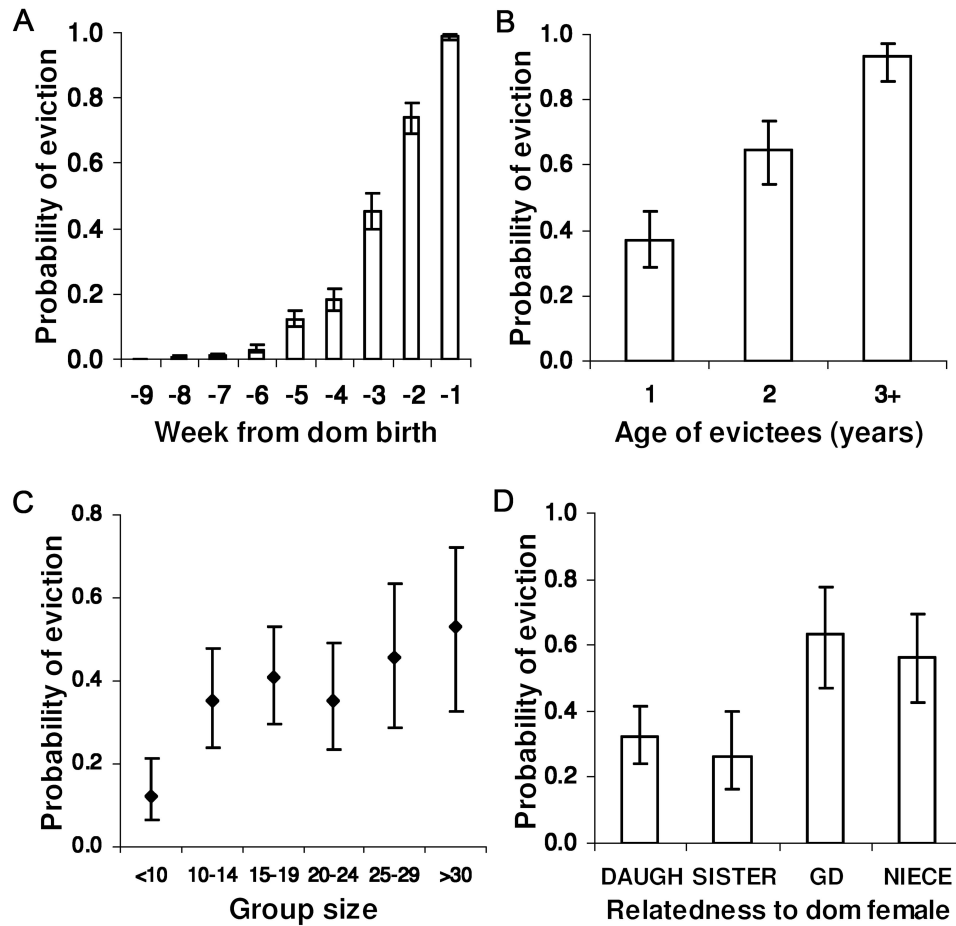 A
Probability of eviction
1.0
0.8
0.6
0.4
0.2
0.0
-9 -8 -7 -6 -5 -4 -3 -2 -1
Week from dom birth
B
Probability of eviction
1.0
0.8
0.6
0.4
0.2
0.0
1 2 3+
Age of evictees (years)
C
Probability of eviction
0.8
0.6
0.4
0.2
0.0
<10 10-14 15-19 20-24 25-29 >30
Group size
D
Probability of eviction
1.0
0.8
0.6
0.4
0.2
0.0
DAUGH SISTER GD NIECE
Relatedness to dom female